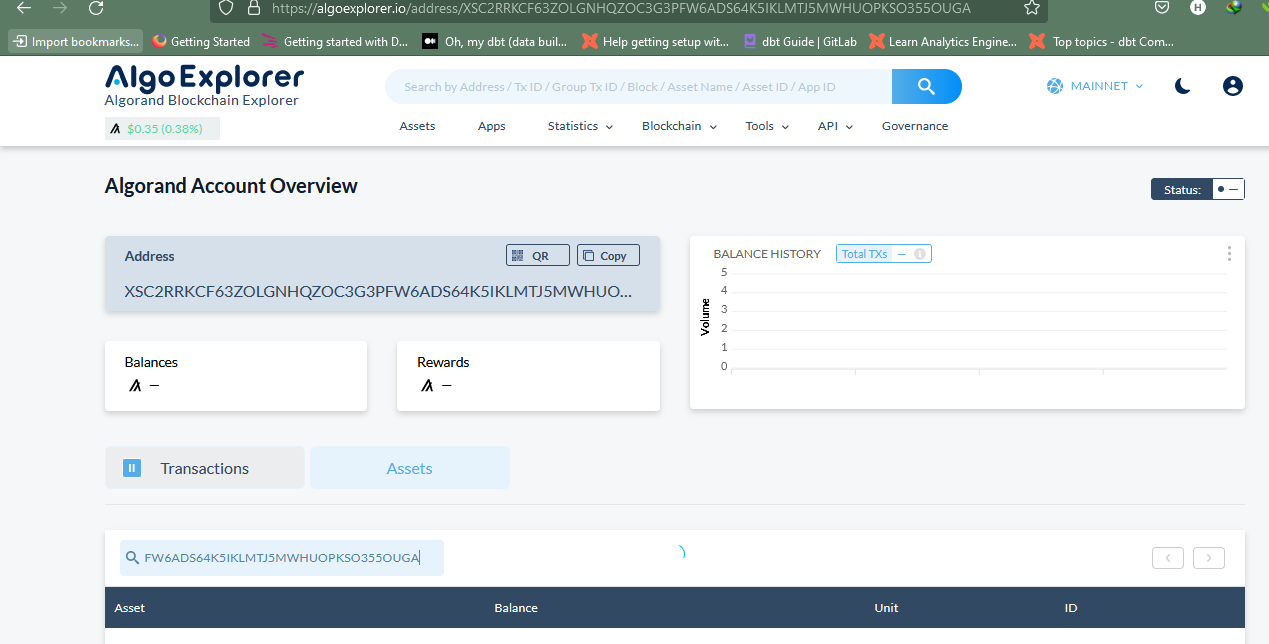 https://algoexplorer.io/address/XSC2RRKCF63ZOLGNHQZOC3G3PFW6ADS64K5IKLMTJ5MWHUOPKSO355OUGA
Import bookmarks... Getting Started Getting started with D... Oh, my dbt (data buil... Help getting setup wit... dbt Guide | GitLab Learn Analytics Engine... Top topics - dbt Com...
AlgoExplorer
Algorand Blockchain Explorer
$0.35 (0.38%)
Search by Address / Tx ID / Group Tx ID / Block / Asset Name / Asset ID / App ID
MAINNET
Assets Apps Statistics Blockchain Tools API Governance
Algorand Account Overview
Status: –
Address
QR Copy
XSC2RRKCF63ZOLGNHQZOC3G3PFW6ADS64K5IKLMTJ5MWHUO...
BALANCE HISTORY Total TXs –
Volume
5
4
3
2
1
0
Balances
–
Rewards
–
Transactions Assets
FW6ADS64K5IKLMTJ5MWHUOPKSO355OUGA
Asset Balance Unit ID